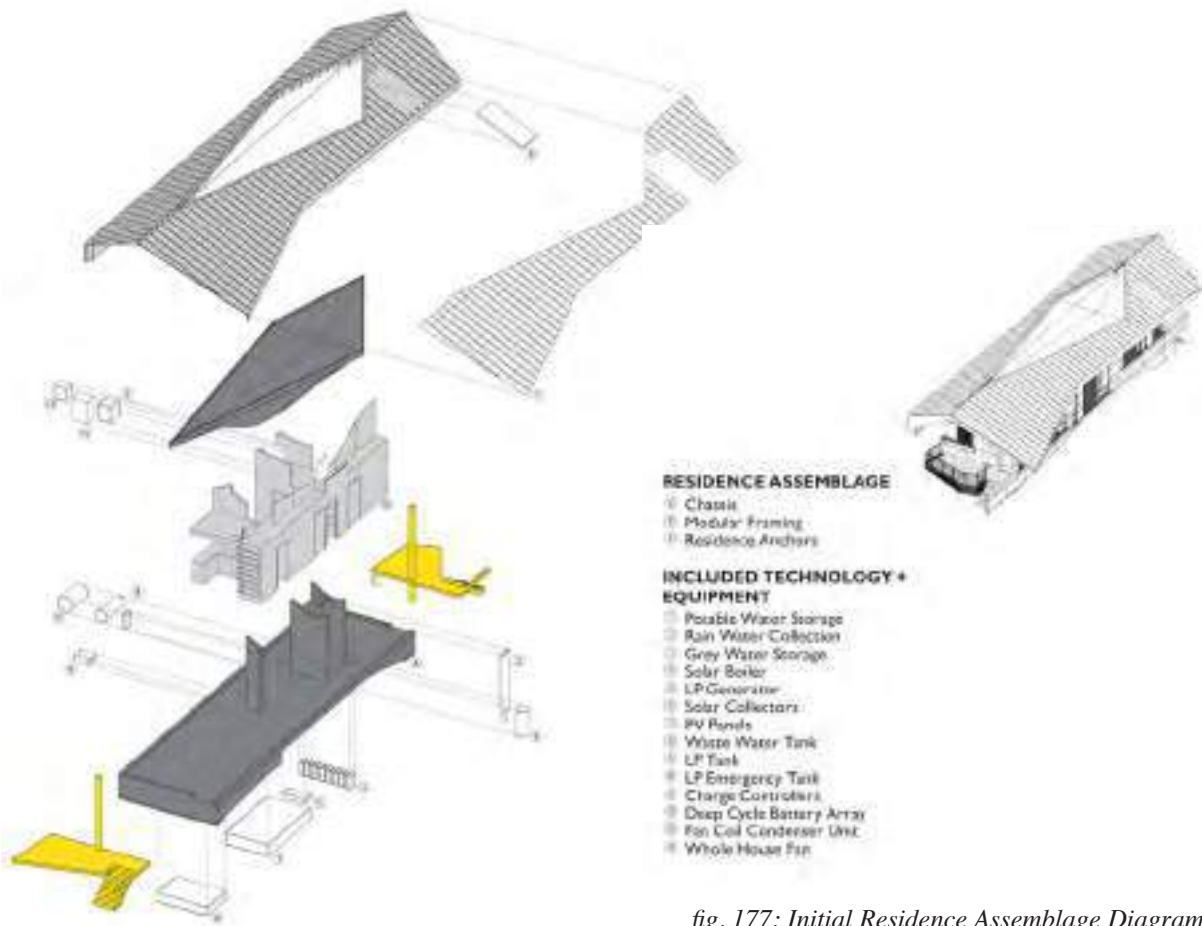 RESIDENCE ASSEMBLAGE
Chassis
Modular Framing
Residence Anchors
INCLUDED TECHNOLOGY +
EQUIPMENT
Potable Water Storage
Rain Water Collection
Grey Water Storage
Solar Boiler
LP Generator
Solar Collectors
PV Panels
Waste Water Tank
LP Tank
LP Emergency Tank
Charge Controllers
Deep Cycle Battery Array
Fan Coil Condenser Unit
Whole House Fan
fig. 177: Initial Residence Assemblage Diagram